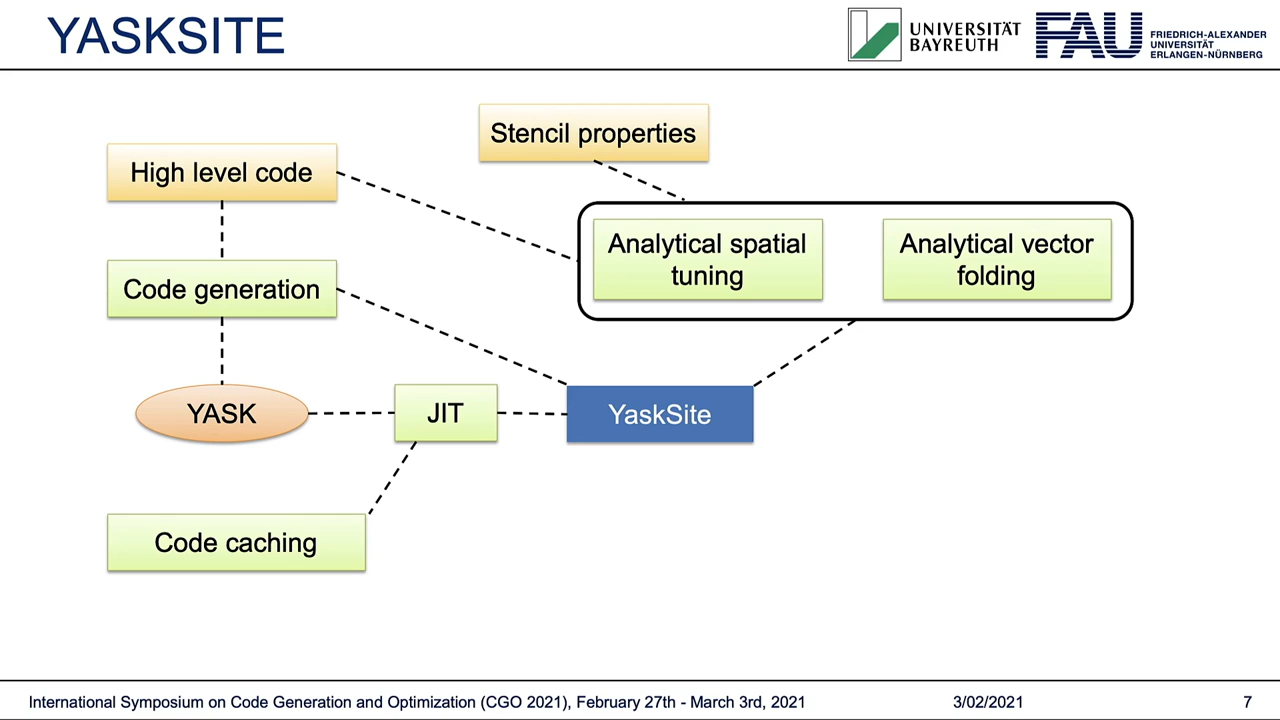 YASKSITE
UNIVERSITÄT
BAYREUTH
FAU
FRIEDRICH-ALEXANDER
UNIVERSITÄT
ERLANGEN-NÜRNBERG
Stencil properties
High level code
Analytical spatial
tuning
Analytical vector
folding
Code generation
YASK
JIT
YaskSite
Code caching
International Symposium on Code Generation and Optimization (CGO 2021), February 27th - March 3rd, 2021
3/02/2021
7